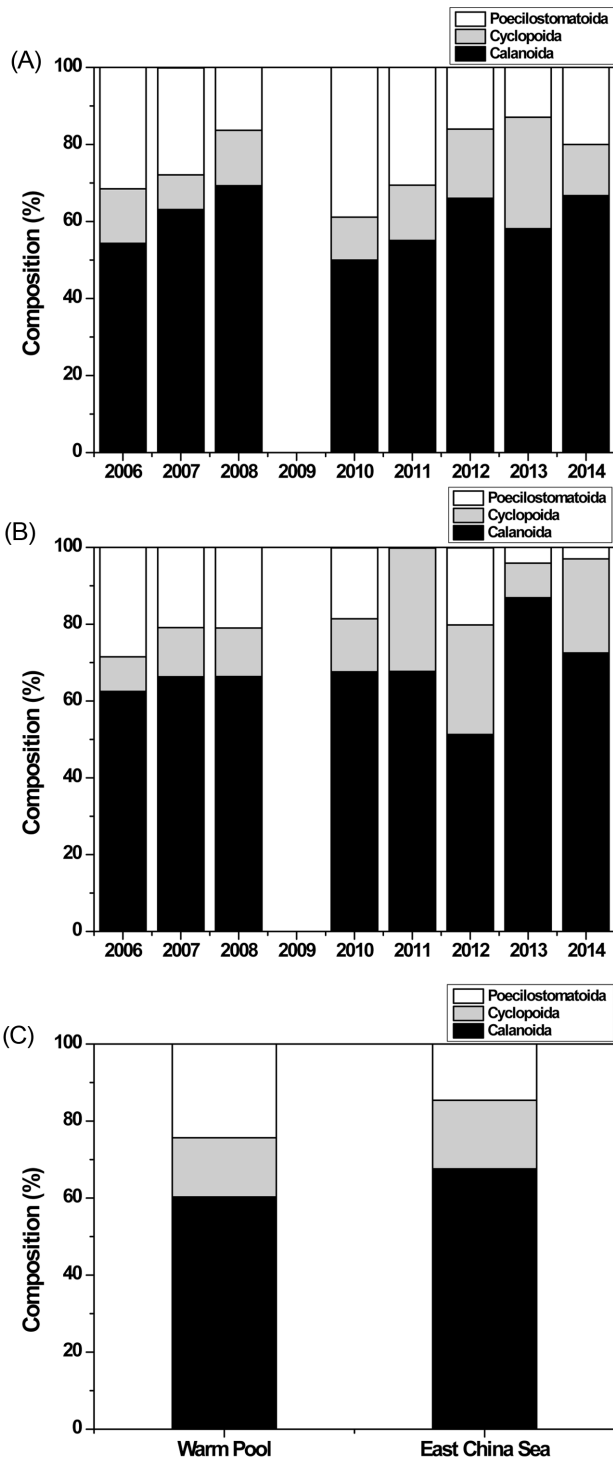 Poecilostomatoida
Cyclopoida
Calanoida
(A)
100
80
60
40
20
0
Composition (%)
2006 2007 2008 2009 2010 2011 2012 2013 2014
Poecilostomatoida
Cyclopoida
Calanoida
(B)
100
80
60
40
20
0
Composition (%)
2006 2007 2008 2009 2010 2011 2012 2013 2014
Poecilostomatoida
Cyclopoida
Calanoida
(C)
100
80
60
40
20
0
Composition (%)
Warm Pool East China Sea